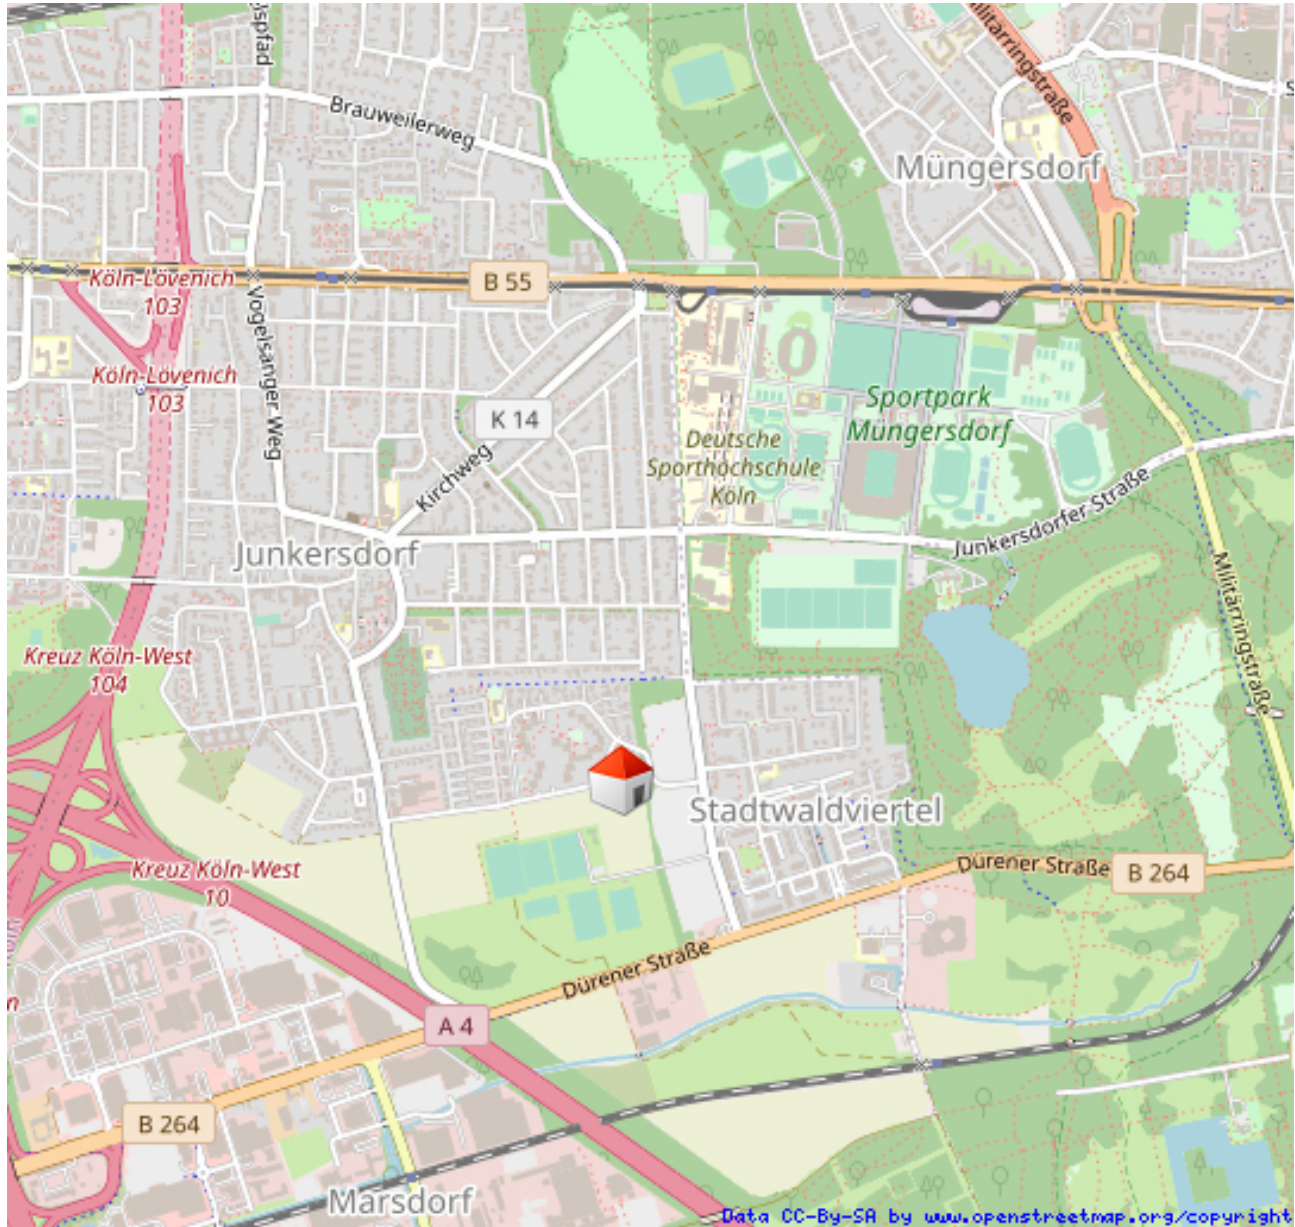 Militärringstraße
Brauweilerweg
Müngersdorf
Köln-Lövenich
103
B 55
Vogelsanger Weg
Köln-Lövenich
103
K 14
Sportpark
Müngersdorf
Deutsche
Sporthochschule
Köln
Kirchweg
Junkersdorfer Straße
Junkersdorf
Militärringstraße
Kreuz Köln-West
104
Stadtwaldviertel
Kreuz Köln-West
10
Dürener Straße
B 264
Dürener Straße
A 4
B 264
Marsdorf
Data CC-By-SA by www.openstreetmap.org/copyright